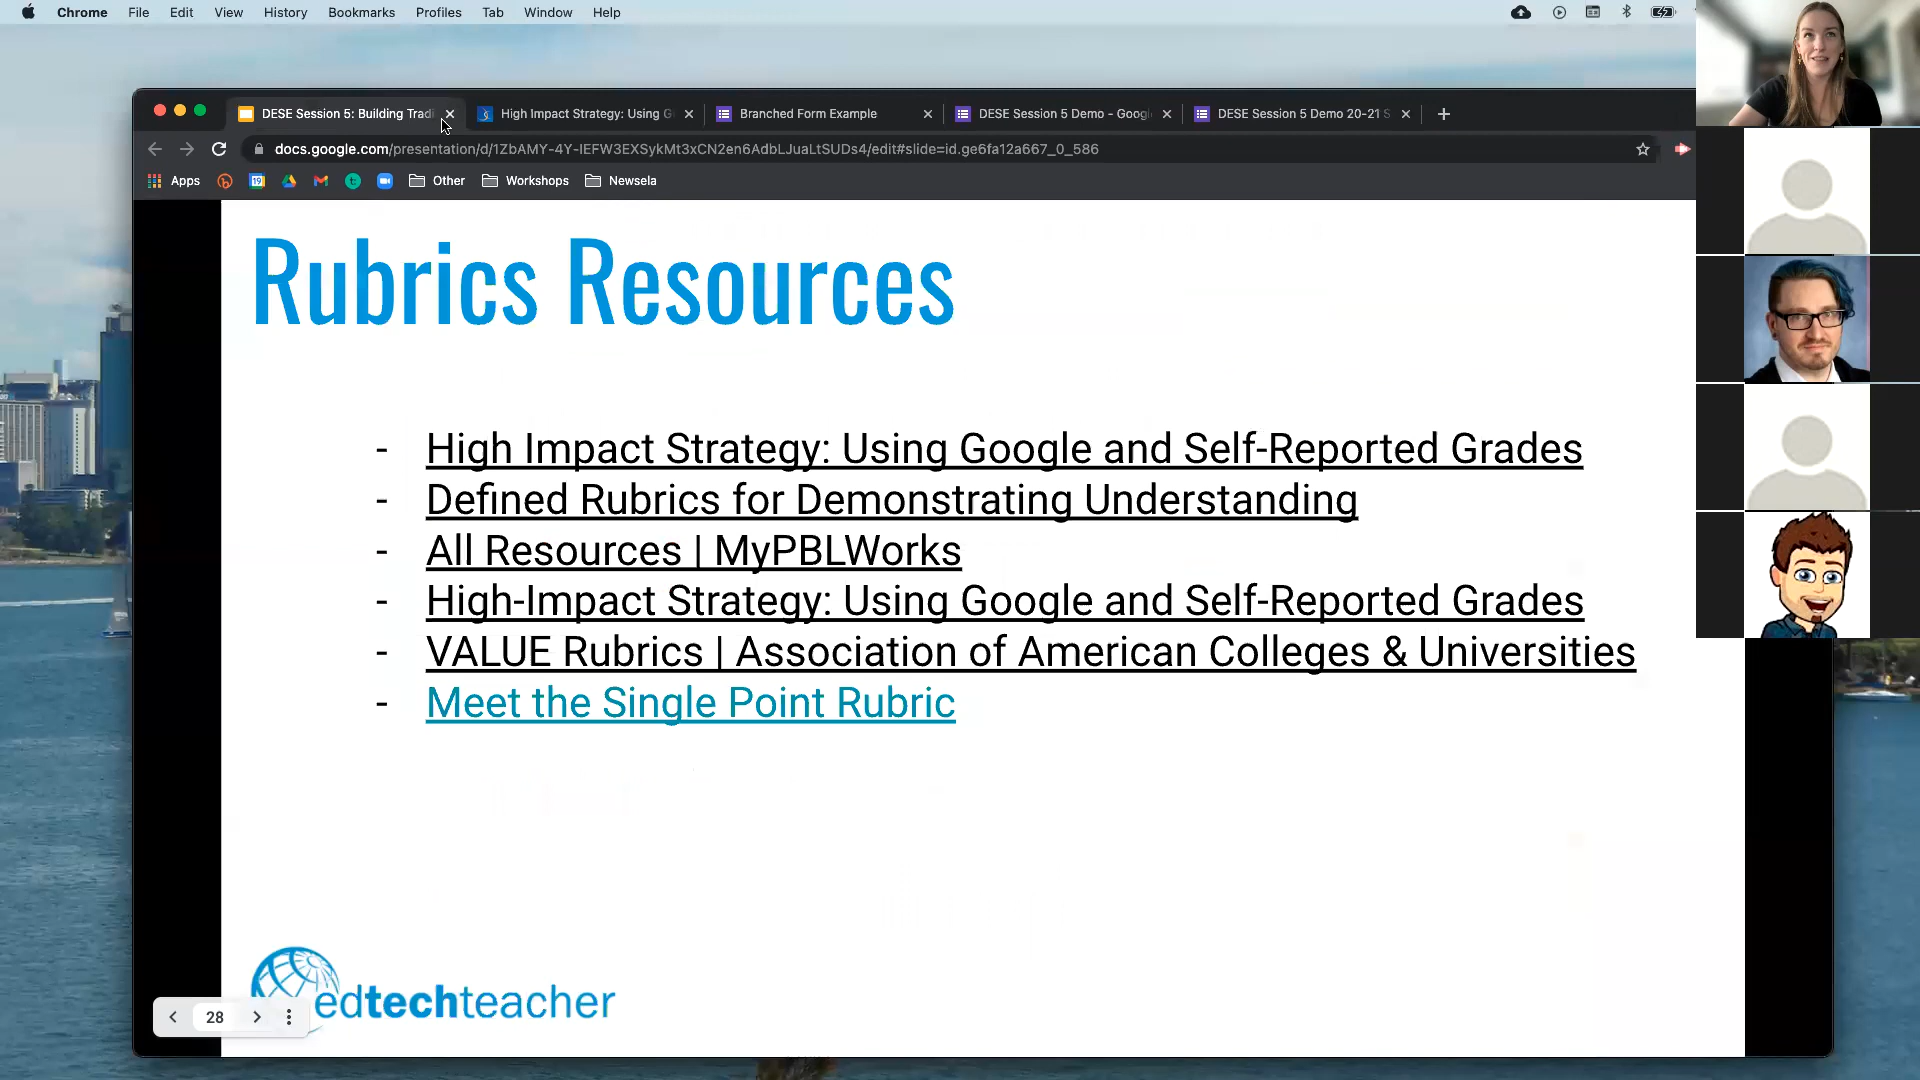 Chrome File Edit View History Bookmarks Profiles Tab Window Help
DESE Session 5: Building Tradi
High Impact Strategy: Using G
Branched Form Example
DESE Session 5 Demo - Googl
DESE Session 5 Demo 20-21 S
docs.google.com/presentation/d/1ZbAMY-4Y-IEFW3EXSykMt3xCN2en6AdbLJuaLtSUDs4/edit#slide=id.ge6fa12a667_0_586
Apps 19 Other Workshops Newsela
Rubrics Resources
- High Impact Strategy: Using Google and Self-Reported Grades
- Defined Rubrics for Demonstrating Understanding
- All Resources | MyPBLWorks
- High-Impact Strategy: Using Google and Self-Reported Grades
- VALUE Rubrics | Association of American Colleges & Universities
- Meet the Single Point Rubric
edtechteacher
28